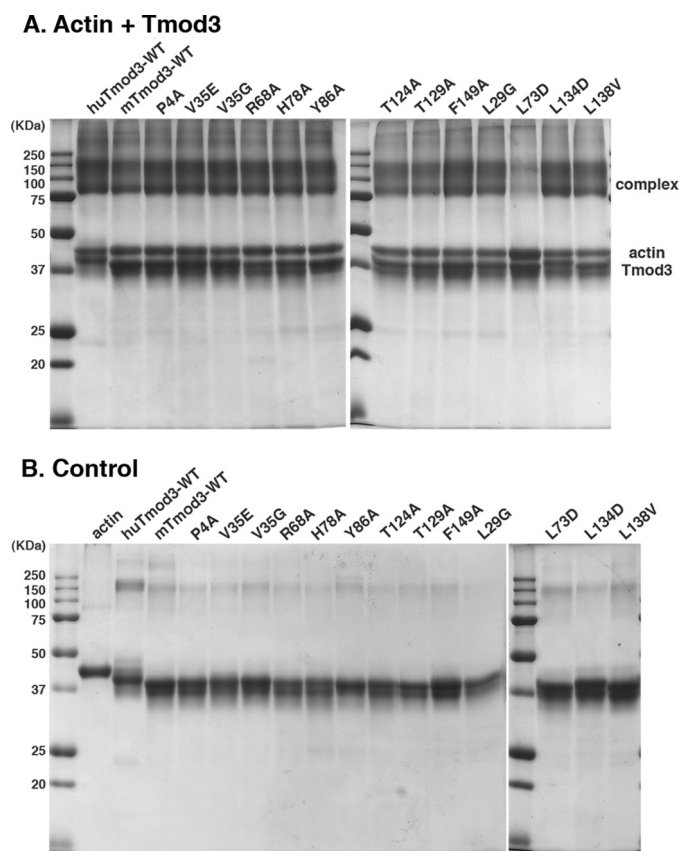 A. Actin + Tmod3
huTmod3-WT
mTmod3-WT
P4A
V35E
V35G
R68A
H78A
Y86A
T124A
T129A
F149A
L29G
L73D
L134D
L138V
(KDa)
250
150
100
75
50
37
25
20
complex
actin
Tmod3
B. Control
actin
huTmod3-WT
mTmod3-WT
P4A
V35E
V35G
R68A
H78A
Y86A
T124A
T129A
F149A
L29G
L73D
L134D
L138V
(KDa)
250
150
100
75
50
37
25
20